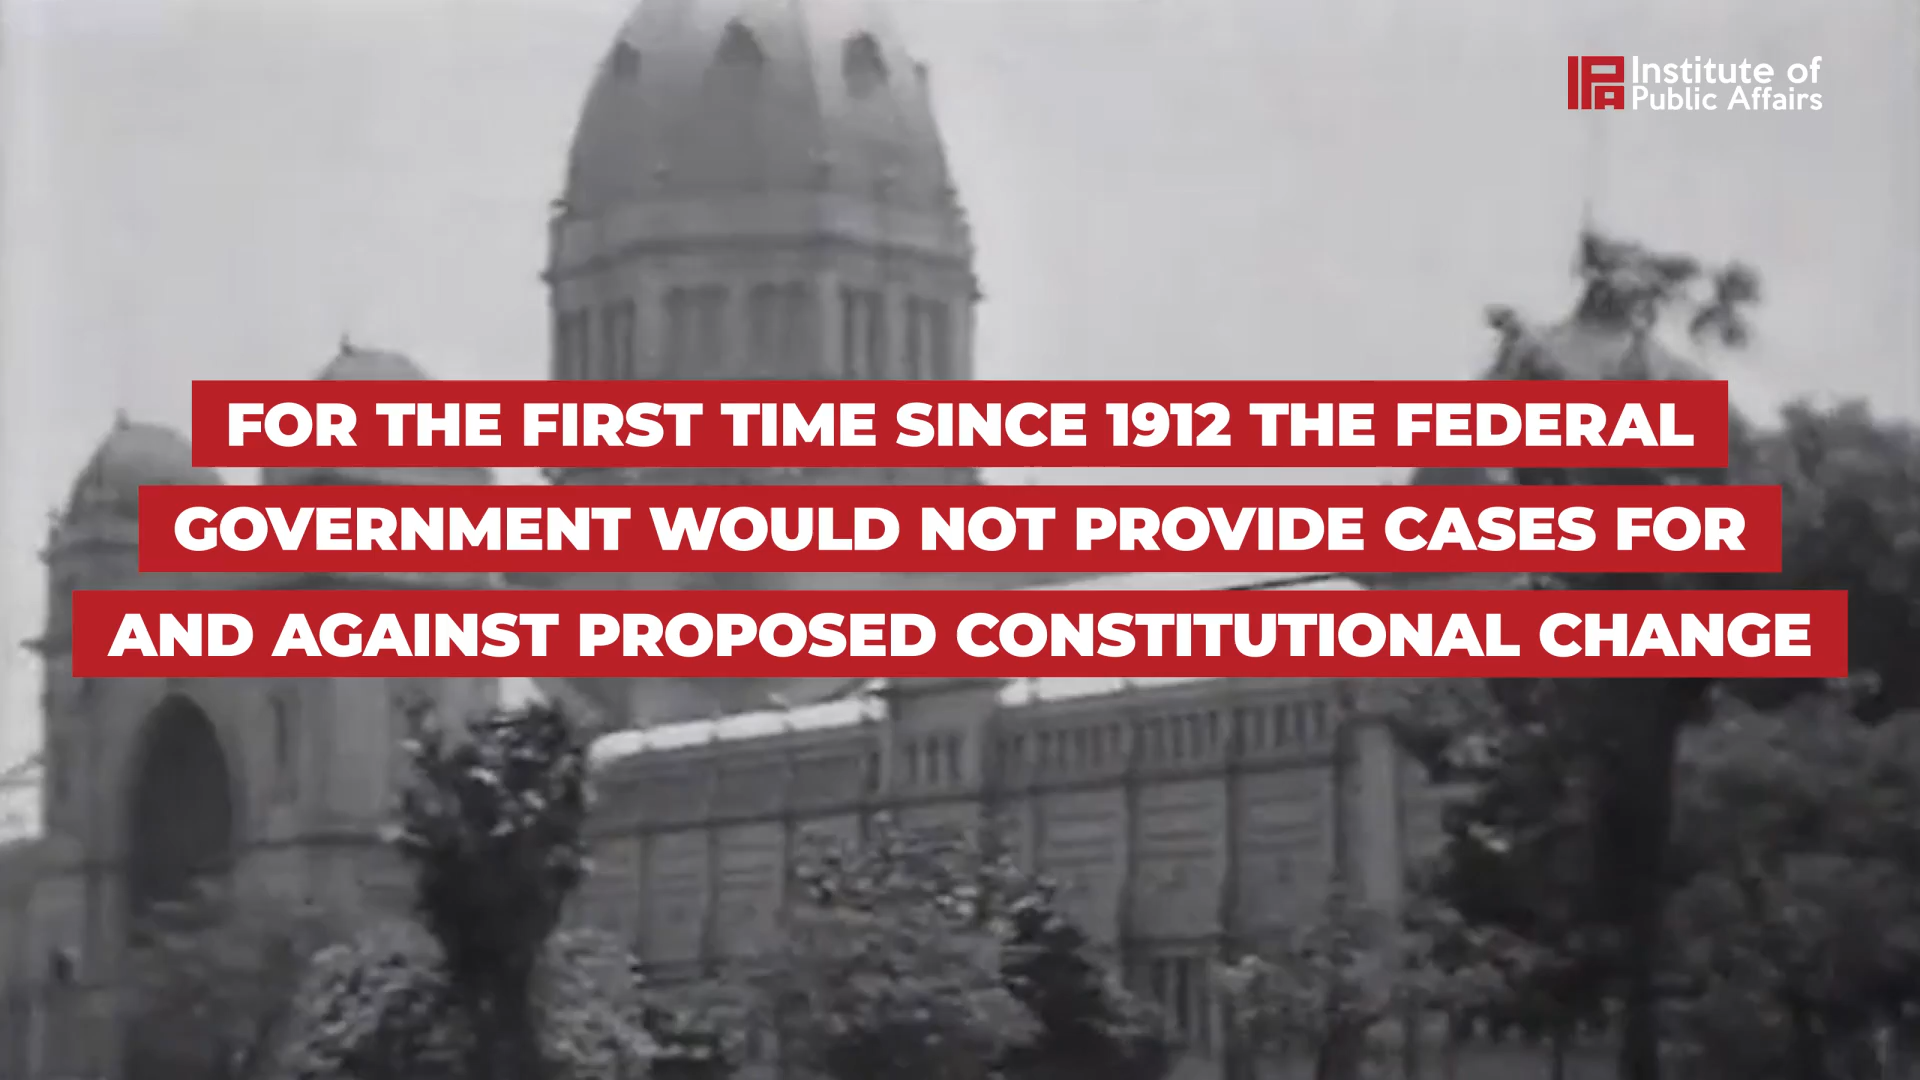 Institute of
Public Affairs
FOR THE FIRST TIME SINCE 1912 THE FEDERAL
GOVERNMENT WOULD NOT PROVIDE CASES FOR
AND AGAINST PROPOSED CONSTITUTIONAL CHANGE